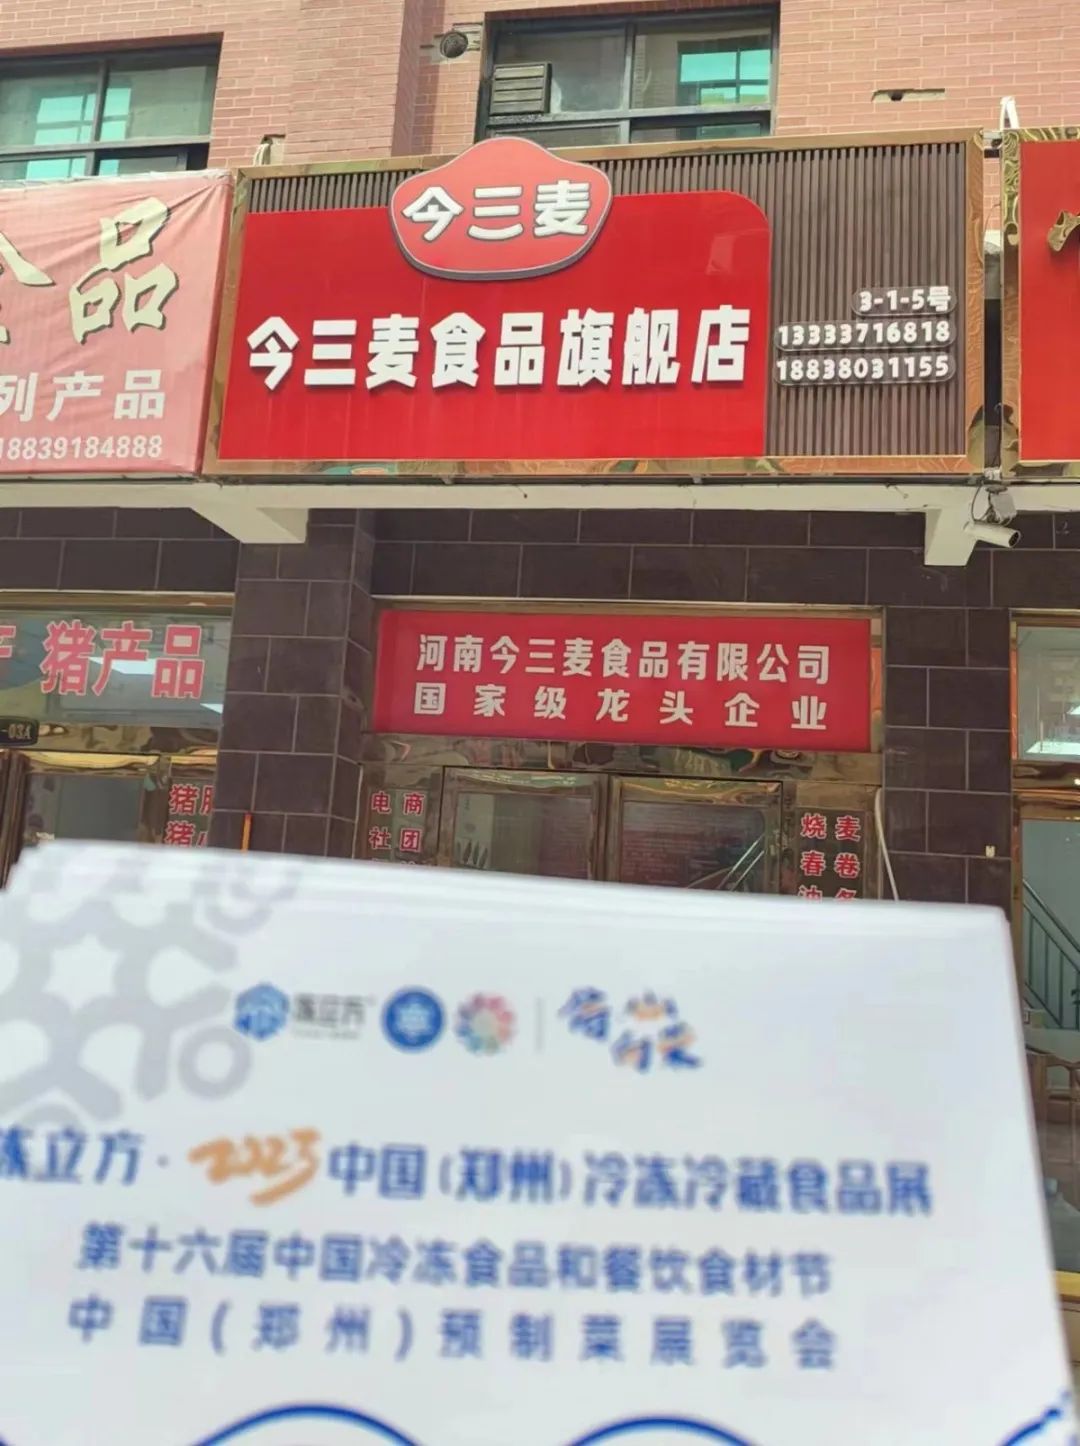 今三麦
今三麦食品旗舰店
3-1-5号
13333716818
18838031155
品
列产品
18839184888
猪产品
-03A
河南今三麦食品有限公司
国家级龙头企业
猪
猪
电商
社团
烧麦
春卷
冻立方
冻立方·2023中国(郑州)冷冻冷藏食品展
第十六届中国冷冻食品和餐饮食材节
中国(郑州)预制菜展览会